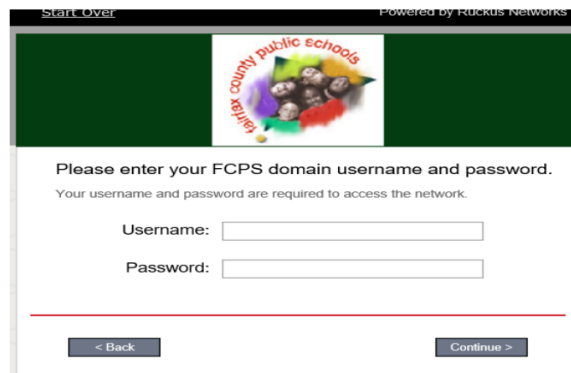 Start Over
Powered by Ruckus Networks
fairfax county public schools
Please enter your FCPS domain username and password.
Your username and password are required to access the network.
Username:
Password:
< Back
Continue >